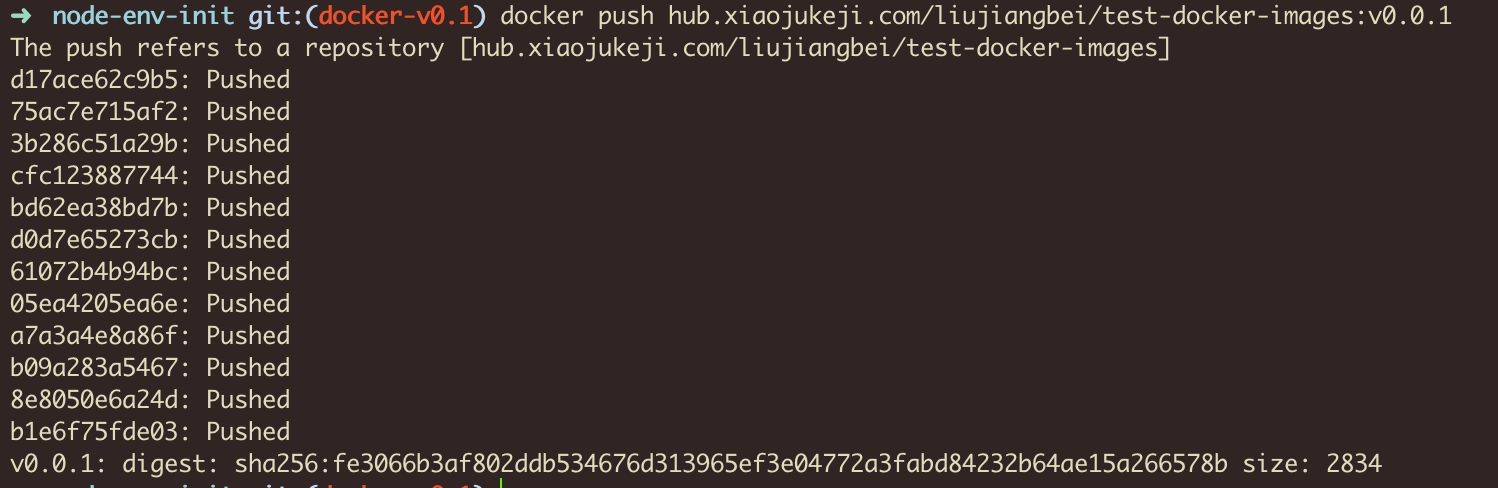 ➜ node-env-init git:(docker-v0.1) docker push hub.xiaojukeji.com/liujiangbei/test-docker-images:v0.0.1
The push refers to a repository [hub.xiaojukeji.com/liujiangbei/test-docker-images]
d17ace62c9b5: Pushed
75ac7e715af2: Pushed
3b286c51a29b: Pushed
cfc123887744: Pushed
bd62ea38bd7b: Pushed
d0d7e65273cb: Pushed
61072b4b94bc: Pushed
05ea4205ea6e: Pushed
a7a3a4e8a86f: Pushed
b09a283a5467: Pushed
8e8050e6a24d: Pushed
b1e6f75fde03: Pushed
v0.0.1: digest: sha256:fe3066b3af802ddb534676d313965ef3e04772a3fabd84232b64ae15a266578b size: 2834